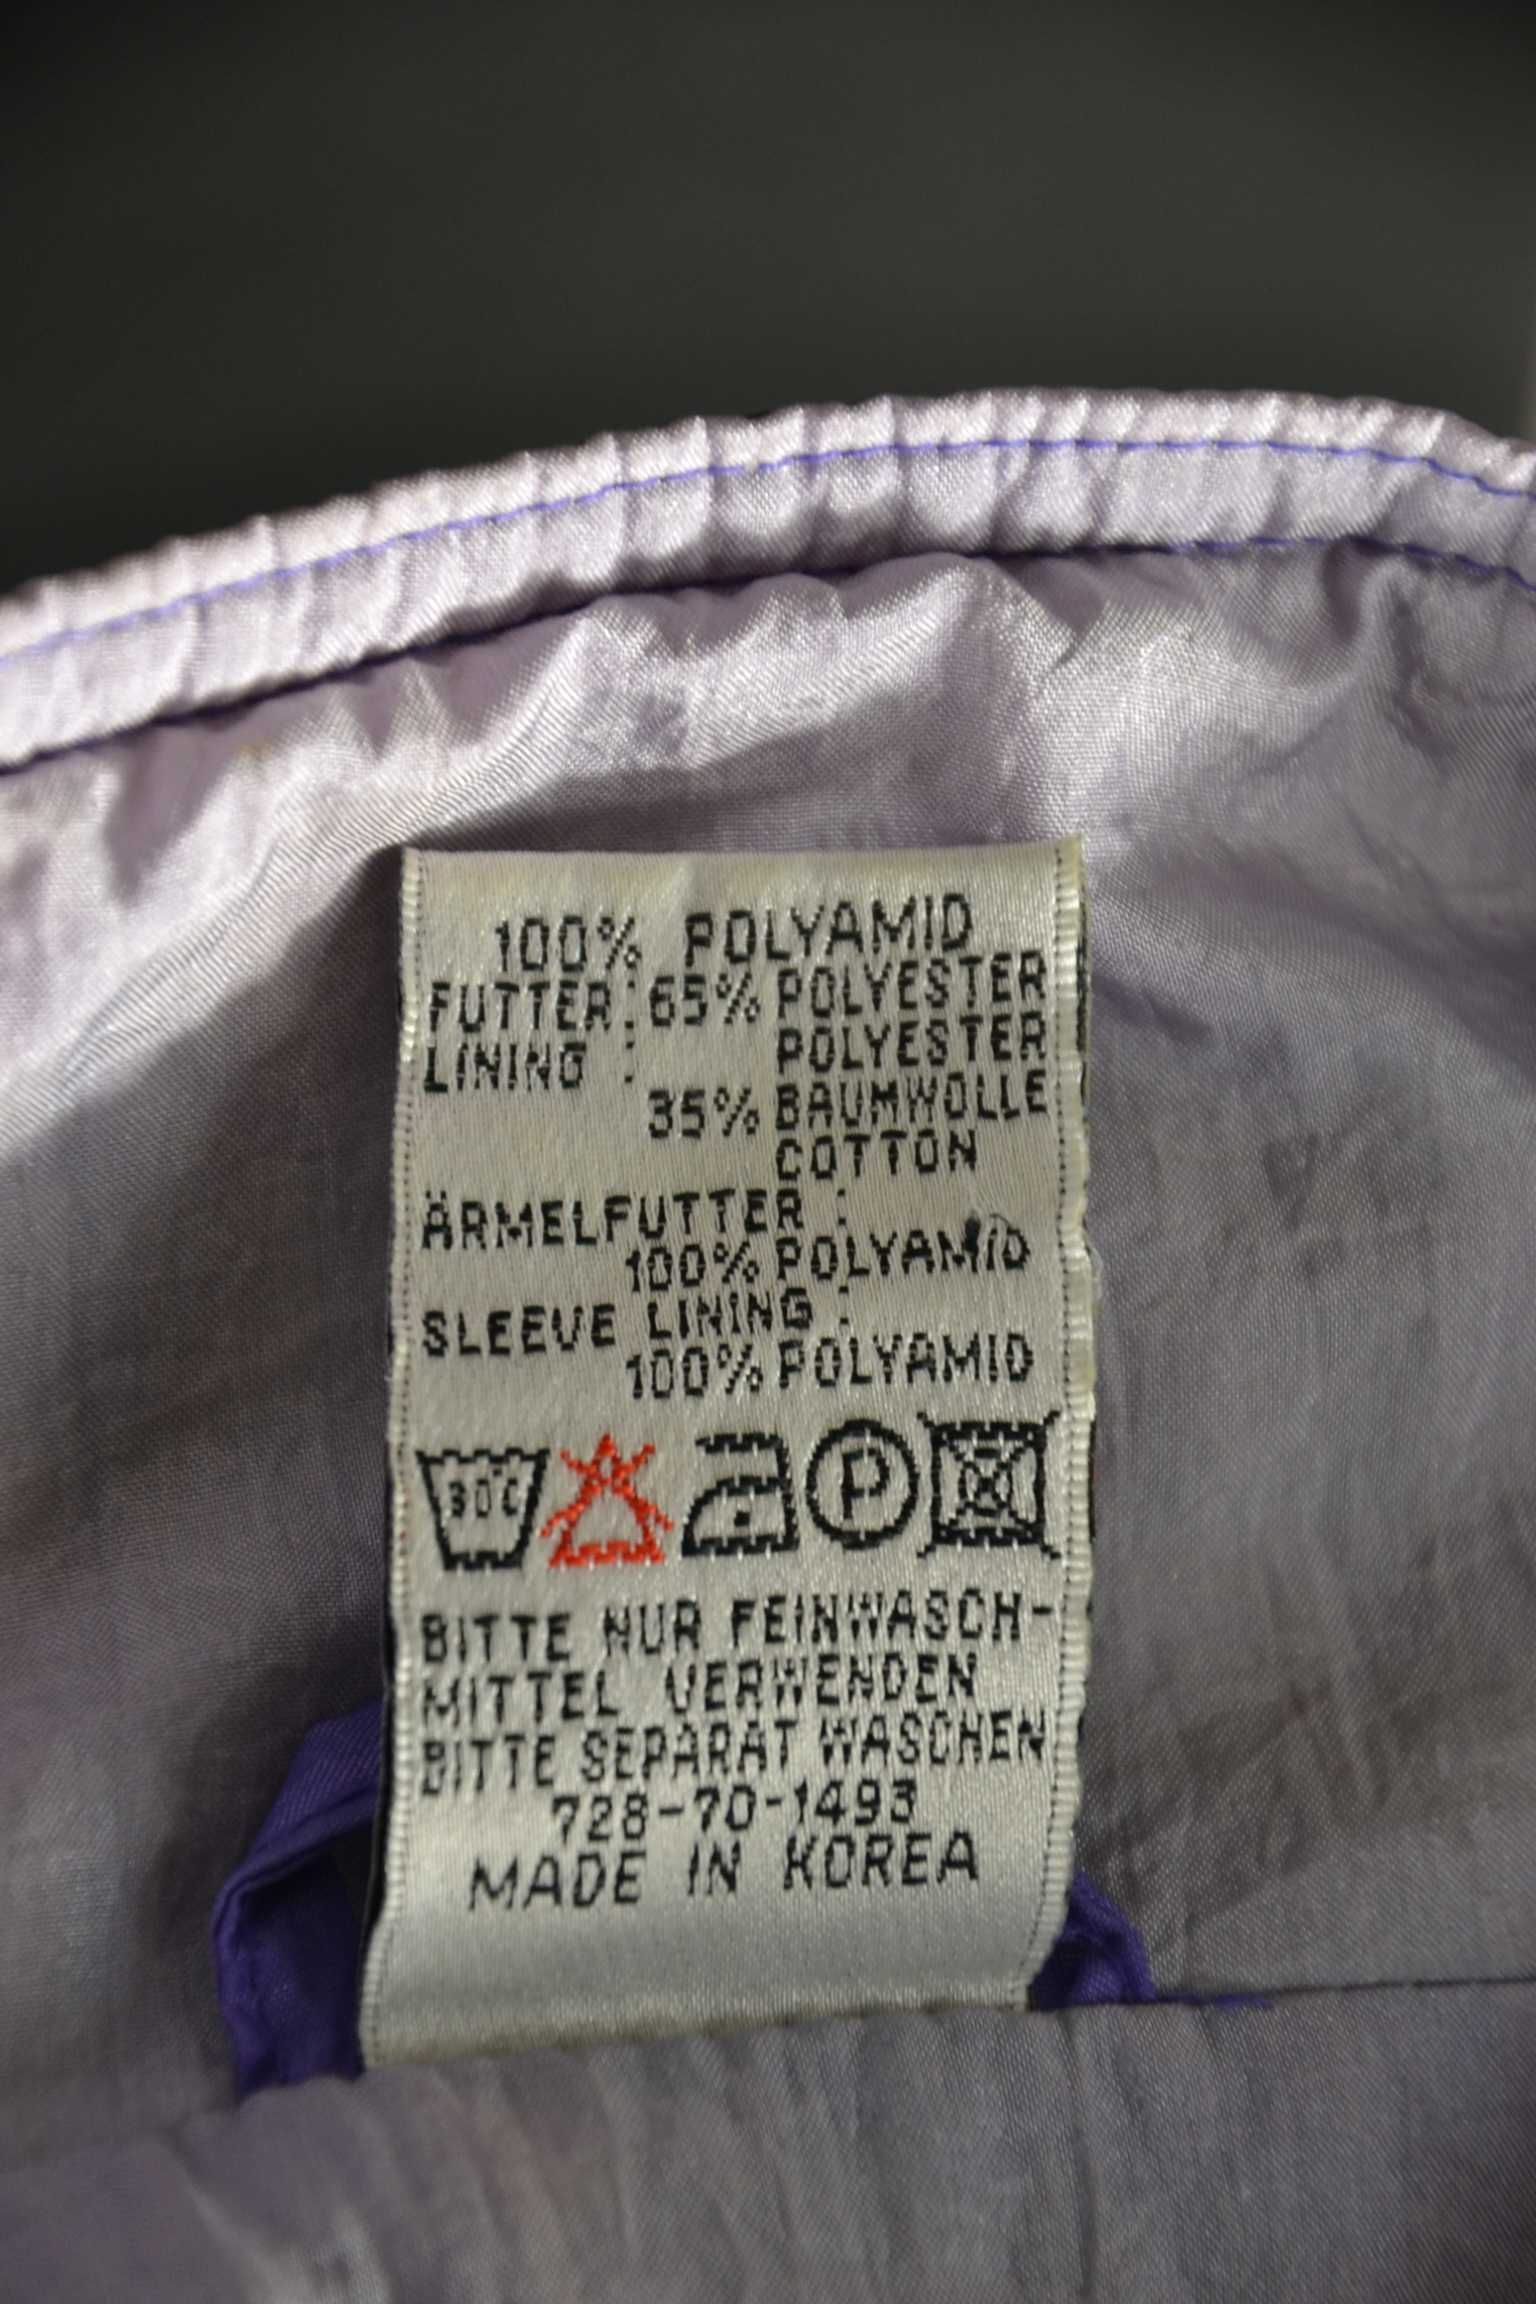 100% POLYAMID
FUTTER: 65% POLYESTER
LINING : POLYESTER
35% BAUMWOLLE
COTTON
ÄRMELFUTTER :
100% POLYAMID
SLEEVE LINING :
100% POLYAMID
30°C P
BITTE NUR FEINWASCH-
MITTEL VERWENDEN
BITTE SEPARAT WASCHEN
728-70-1493
MADE IN KOREA